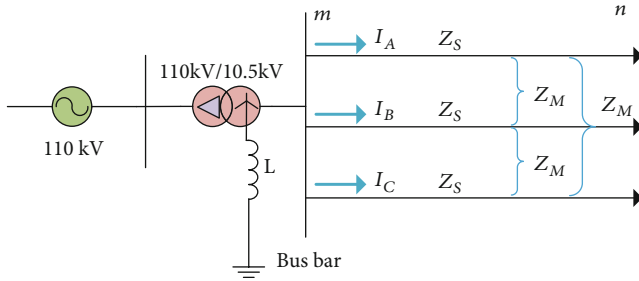 m
n
I_A
Z_S
110kV/10.5kV
Z_M
Z_M
I_B
Z_S
110 kV
L
Z_M
I_C
Z_S
Bus bar